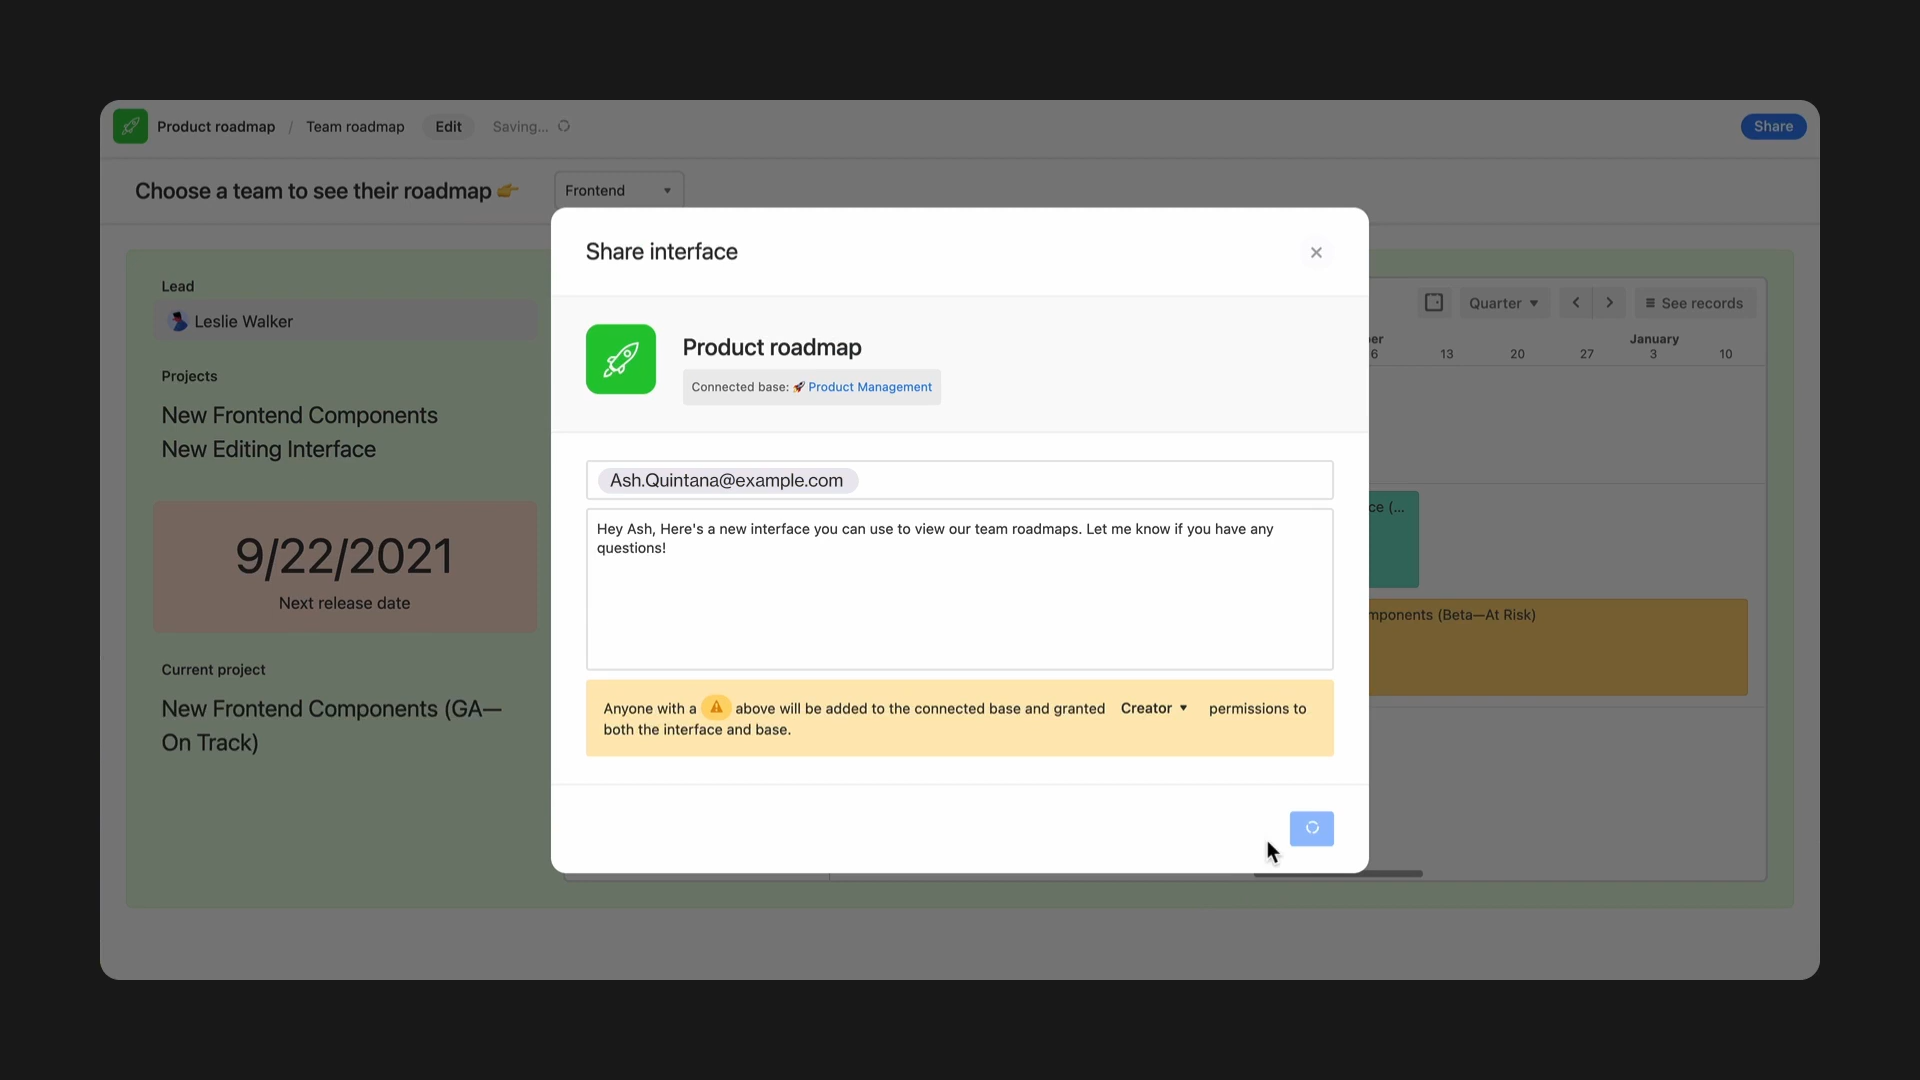 Product roadmap / Team roadmap Edit Saving... Share
Choose a team to see their roadmap 👉 Frontend
Share interface
Product roadmap
Connected base: 🚀 Product Management
Ash.Quintana@example.com
Hey Ash, Here's a new interface you can use to view our team roadmaps. Let me know if you have any
questions!
Anyone with a ⚠ above will be added to the connected base and granted Creator permissions to
both the interface and base.
Lead
Leslie Walker
Projects
New Frontend Components
New Editing Interface
9/22/2021
Next release date
Current project
New Frontend Components (GA—
On Track)
Quarter See records
er January
6 13 20 27 3 10
ce (...
mponents (Beta—At Risk)